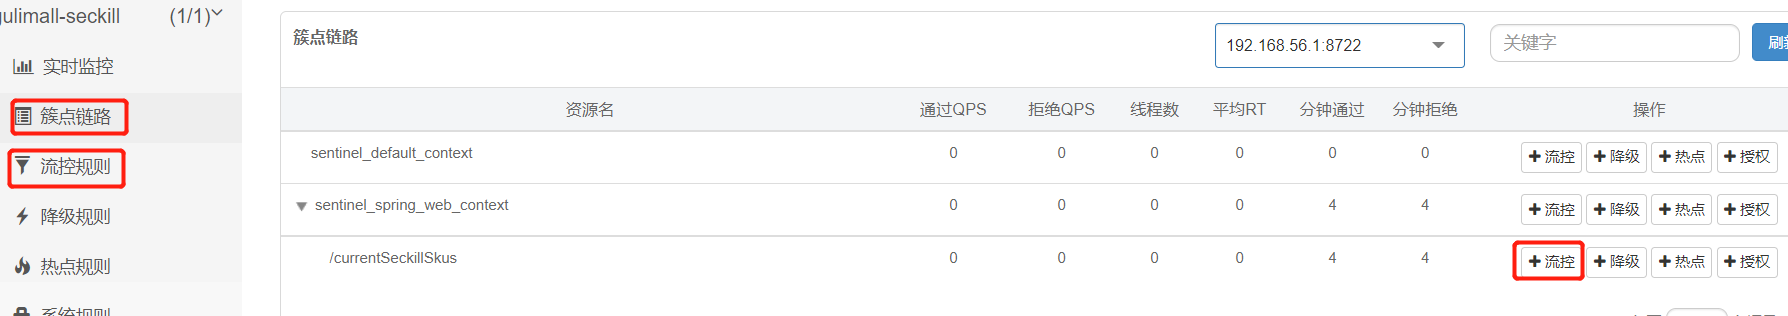 gulimall-seckill (1/1)
实时监控
簇点链路
流控规则
降级规则
热点规则
系统规则
簇点链路 192.168.56.1:8722 关键字 刷新
资源名 通过QPS 拒绝QPS 线程数 平均RT 分钟通过 分钟拒绝 操作
sentinel_default_context 0 0 0 0 0 0 + 流控 + 降级 + 热点 + 授权
sentinel_spring_web_context 0 0 0 0 4 4 + 流控 + 降级 + 热点 + 授权
/currentSeckillSkus 0 0 0 0 4 4 + 流控 + 降级 + 热点 + 授权